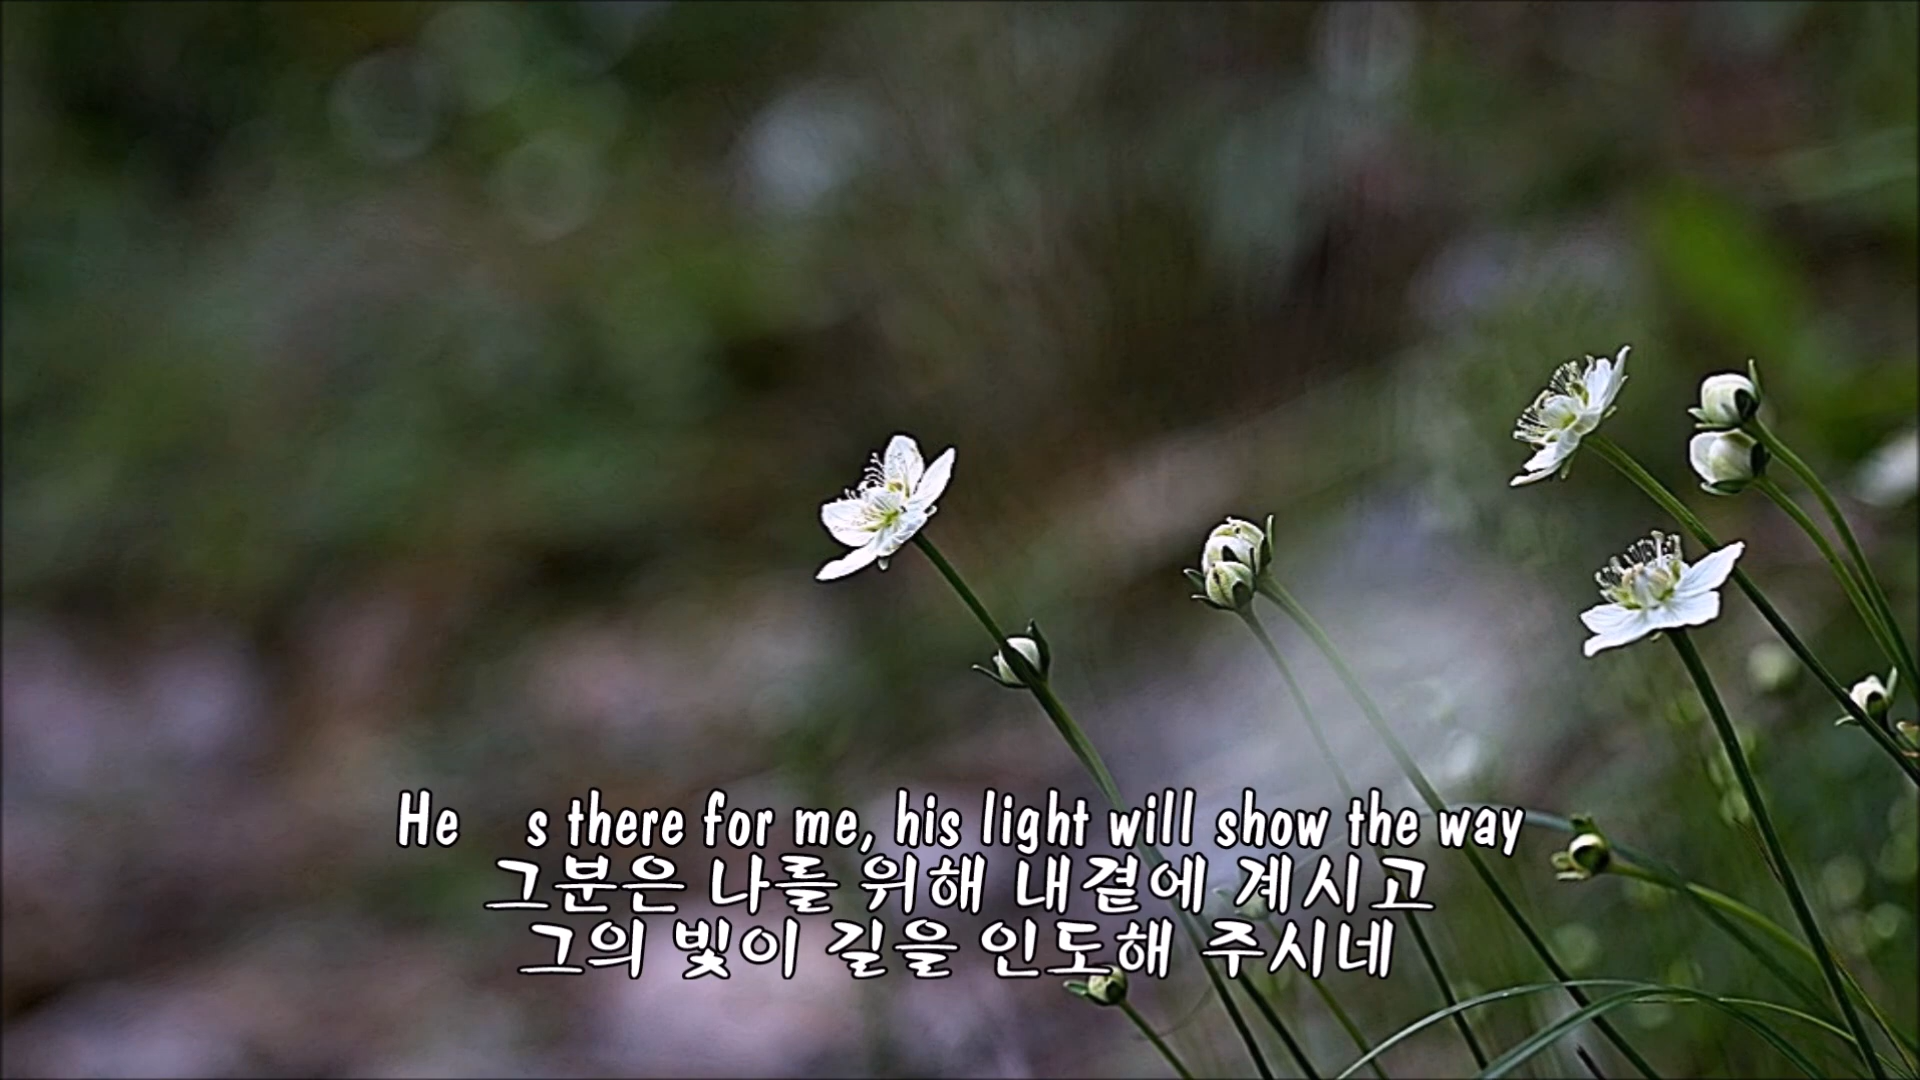 He s there for me, his light will show the way
그분은 나를 위해 내곁에 계시고
그의 빛이 길을 인도해 주시네